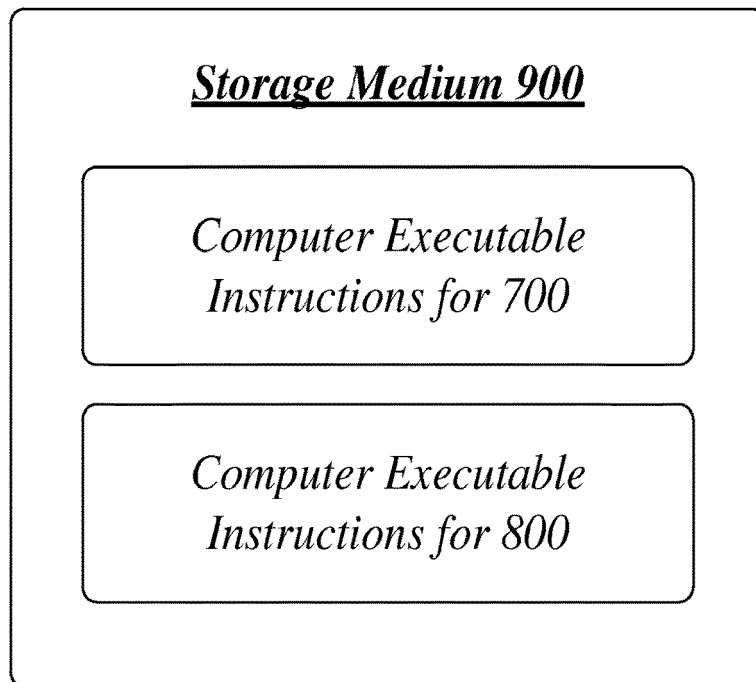 Storage Medium 900
Computer Executable
Instructions for 700
Computer Executable
Instructions for 800